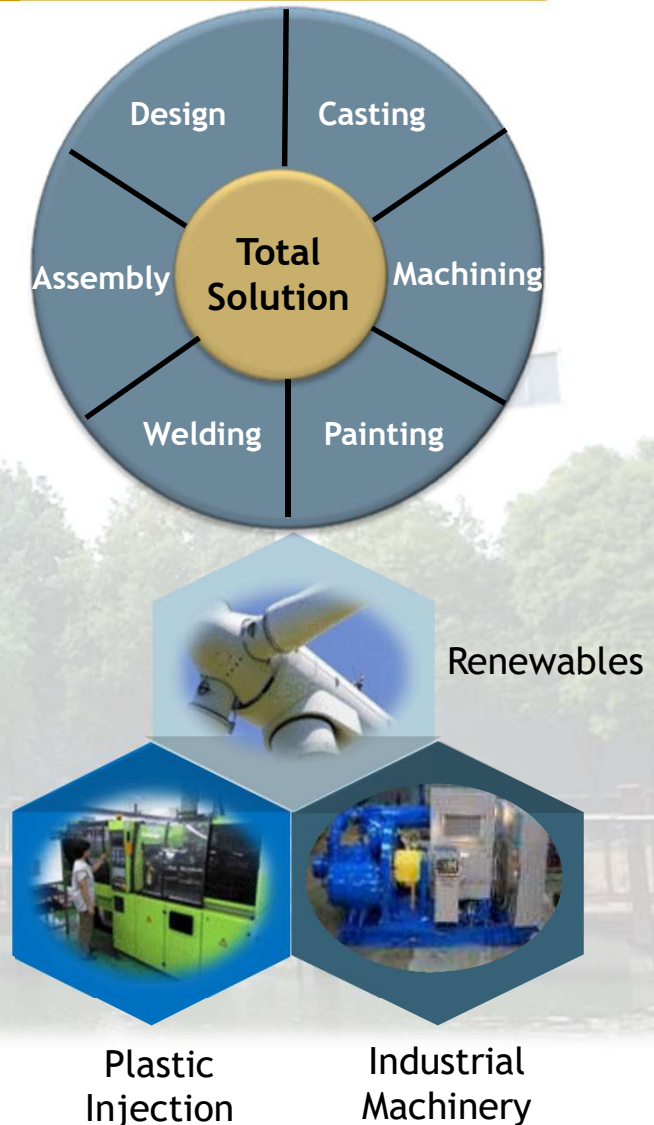 Design
Casting
Assembly
Total
Solution
Machining
Welding
Painting
Renewables
Plastic
Injection
Industrial
Machinery